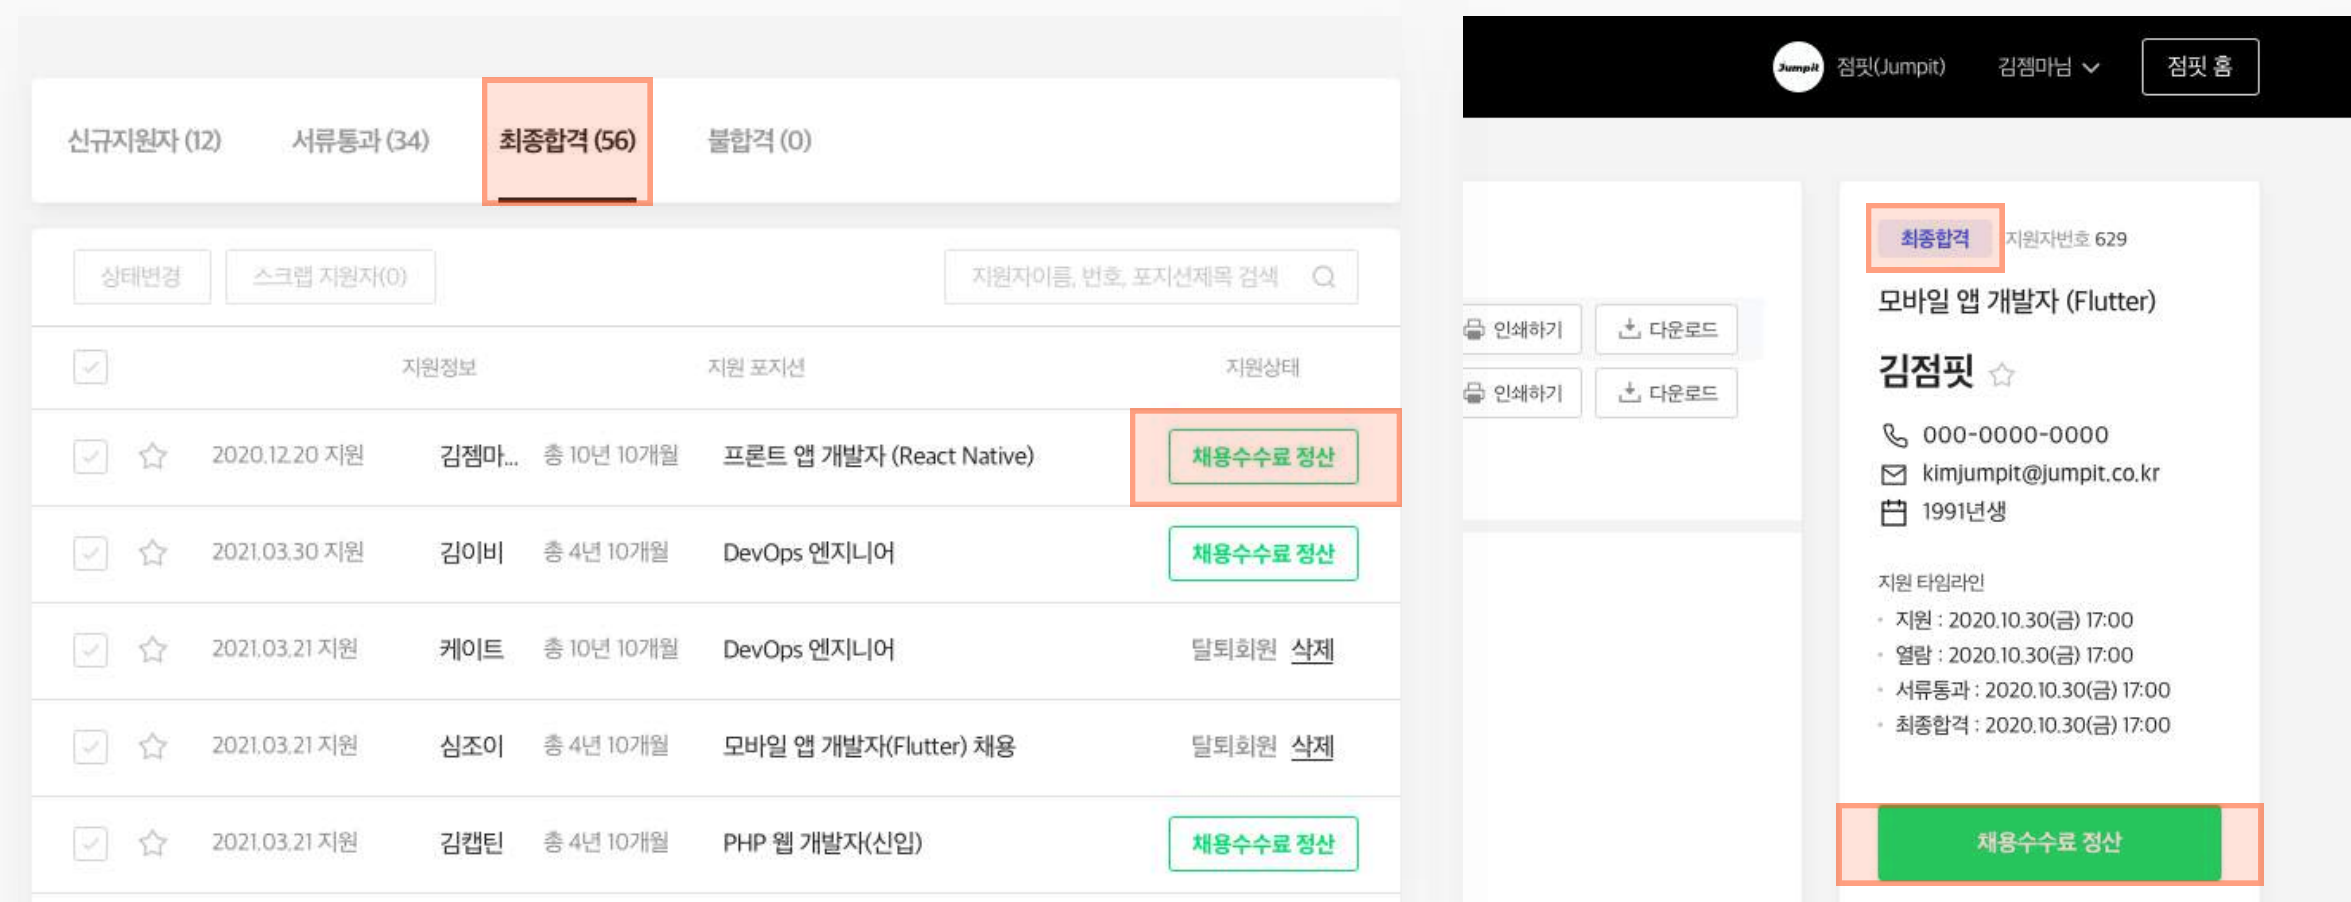 신규지원자 (12) 서류통과 (34) 최종합격 (56) 불합격 (0)
상태변경 스크랩 지원자(0) 지원자이름, 번호, 포지션제목 검색
지원정보 지원 포지션 지원상태
2020.12.20 지원 김젬마... 총 10년 10개월 프론트 앱 개발자 (React Native) 채용수수료 정산
2021.03.30 지원 김이비 총 4년 10개월 DevOps 엔지니어 채용수수료 정산
2021.03.21 지원 케이트 총 10년 10개월 DevOps 엔지니어 탈퇴회원 삭제
2021.03.21 지원 심조이 총 4년 10개월 모바일 앱 개발자(Flutter) 채용 탈퇴회원 삭제
2021.03.21 지원 김캡틴 총 4년 10개월 PHP 웹 개발자(신입) 채용수수료 정산
Jumpit 점핏(Jumpit) 김젬마님 점핏 홈
인쇄하기 다운로드
인쇄하기 다운로드
최종합격 지원자번호 629
모바일 앱 개발자 (Flutter)
김점핏
000-0000-0000
kimjumpit@jumpit.co.kr
1991년생
지원 타임라인
• 지원 : 2020.10.30(금) 17:00
• 열람 : 2020.10.30(금) 17:00
• 서류통과 : 2020.10.30(금) 17:00
• 최종합격 : 2020.10.30(금) 17:00
채용수수료 정산